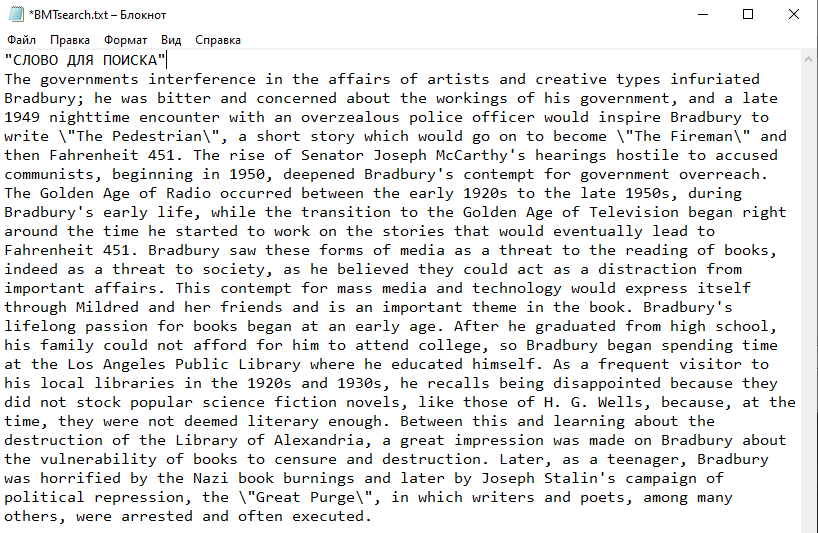 *BMTsearch.txt – Блокнот
Файл Правка Формат Вид Справка
"СЛОВО ДЛЯ ПОИСКА"
The governments interference in the affairs of artists and creative types infuriated
Bradbury; he was bitter and concerned about the workings of his government, and a late
1949 nighttime encounter with an overzealous police officer would inspire Bradbury to
write \"The Pedestrian\", a short story which would go on to become \"The Fireman\" and
then Fahrenheit 451. The rise of Senator Joseph McCarthy's hearings hostile to accused
communists, beginning in 1950, deepened Bradbury's contempt for government overreach.
The Golden Age of Radio occurred between the early 1920s to the late 1950s, during
Bradbury's early life, while the transition to the Golden Age of Television began right
around the time he started to work on the stories that would eventually lead to
Fahrenheit 451. Bradbury saw these forms of media as a threat to the reading of books,
indeed as a threat to society, as he believed they could act as a distraction from
important affairs. This contempt for mass media and technology would express itself
through Mildred and her friends and is an important theme in the book. Bradbury's
lifelong passion for books began at an early age. After he graduated from high school,
his family could not afford for him to attend college, so Bradbury began spending time
at the Los Angeles Public Library where he educated himself. As a frequent visitor to
his local libraries in the 1920s and 1930s, he recalls being disappointed because they
did not stock popular science fiction novels, like those of H. G. Wells, because, at the
time, they were not deemed literary enough. Between this and learning about the
destruction of the Library of Alexandria, a great impression was made on Bradbury about
the vulnerability of books to censure and destruction. Later, as a teenager, Bradbury
was horrified by the Nazi book burnings and later by Joseph Stalin's campaign of
political repression, the \"Great Purge\", in which writers and poets, among many
others, were arrested and often executed.